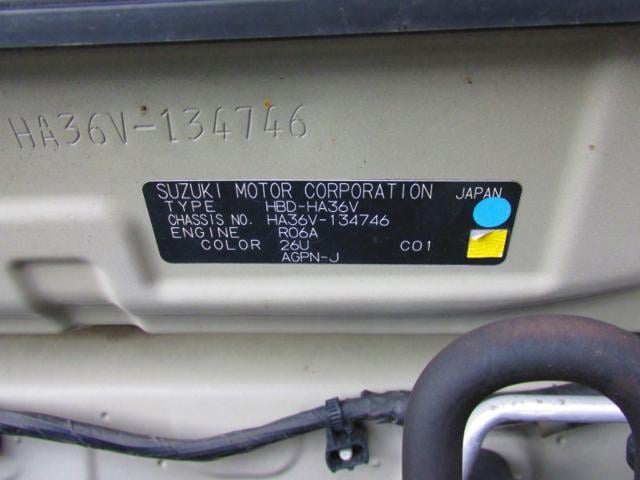 HA36V-134746
SUZUKI MOTOR CORPORATION JAPAN
TYPE HBD-HA36V
CHASSIS NO. HA36V-134746
ENGINE R06A
COLOR 26U C01
AGPN-J